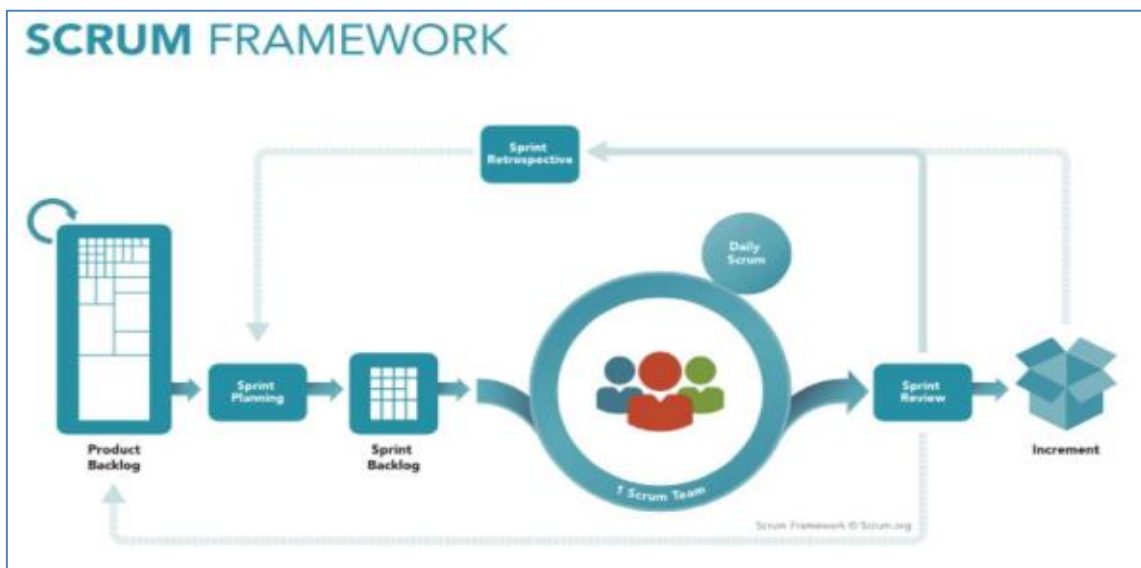 SCRUM FRAMEWORK
Sprint
Retrospective
Daily
Scrum
Sprint
Planning
Sprint
Review
Product
Backlog
Sprint
Backlog
1 Scrum Team
Increment
Scrum Framework © Scrum.org